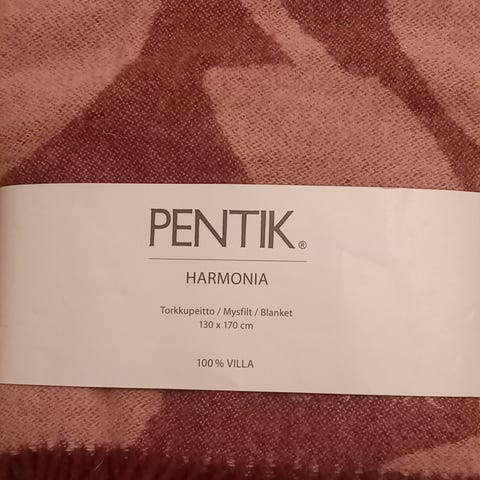 PENTIK®
HARMONIA
Torkkupeitto / Mysfilt / Blanket
130 x 170 cm
100 % VILLA